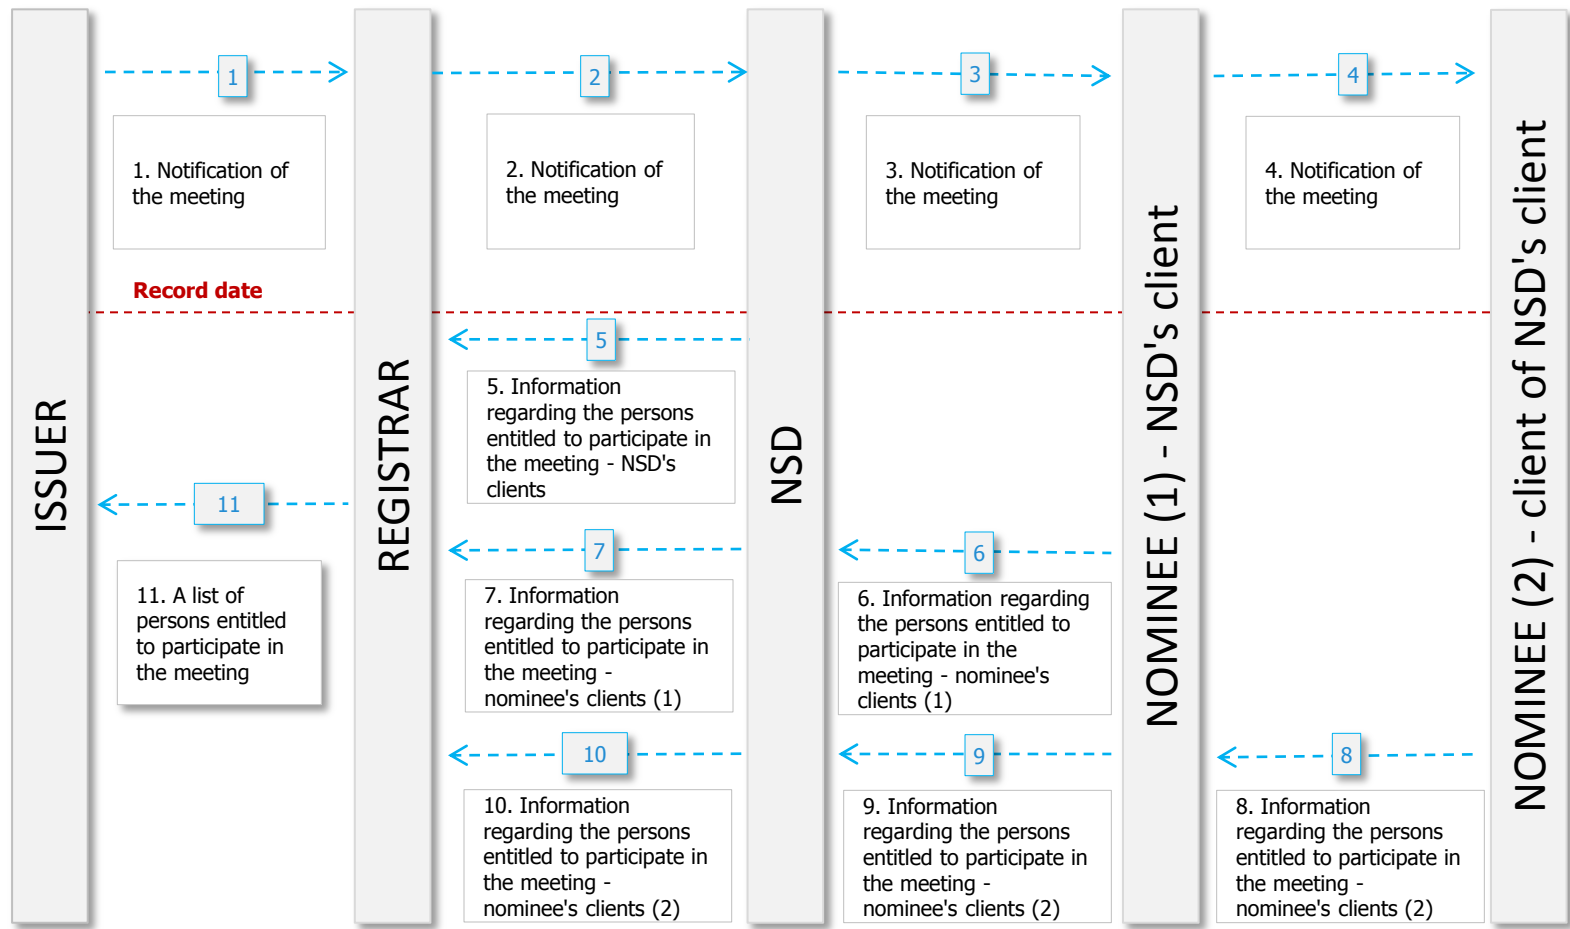 1
2
3
4
1. Notification of
the meeting
2. Notification of
the meeting
3. Notification of
the meeting
4. Notification of
the meeting
Record date
5
5. Information
regarding the persons
entitled to participate in
the meeting - NSD's
clients
11
11. A list of
persons entitled
to participate in
the meeting
7
6
7. Information
regarding the persons
entitled to participate in
the meeting -
nominee's clients (1)
6. Information regarding
the persons entitled to
participate in the
meeting - nominee's
clients (1)
10
9
8
10. Information
regarding the persons
entitled to participate in
the meeting -
nominee's clients (2)
9. Information
regarding the persons
entitled to participate in
the meeting -
nominee's clients (2)
8. Information
regarding the persons
entitled to participate in
the meeting -
nominee's clients (2)
ISSUER
REGISTRAR
NSD
NOMINEE (1) - NSD's client
NOMINEE (2) - client of NSD's client